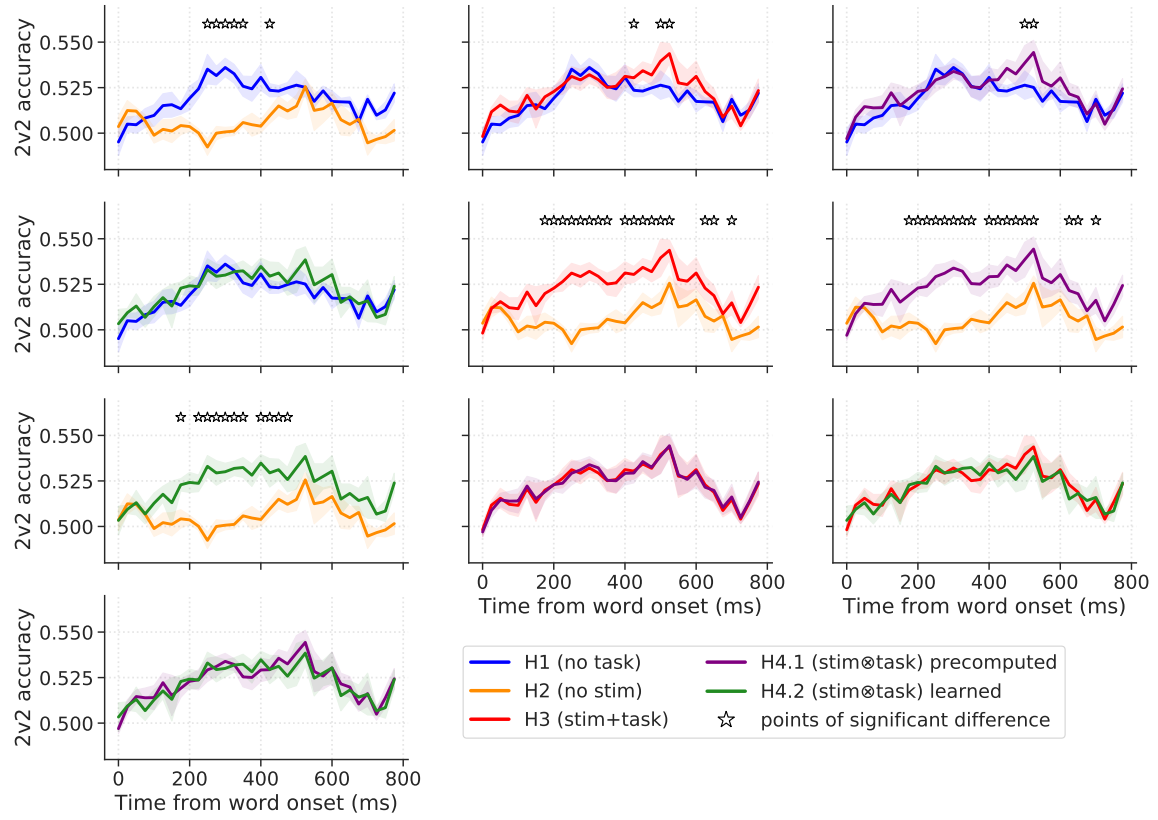 2v2 accuracy
0.550
0.525
0.500
2v2 accuracy
0.550
0.525
0.500
2v2 accuracy
0.550
0.525
0.500
0 200 400 600 800
Time from word onset (ms)
0 200 400 600 800
Time from word onset (ms)
2v2 accuracy
0.550
0.525
0.500
0 200 400 600 800
Time from word onset (ms)
H1 (no task)
H2 (no stim)
H3 (stim+task)
H4.1 (stim⊗task) precomputed
H4.2 (stim⊗task) learned
points of significant difference